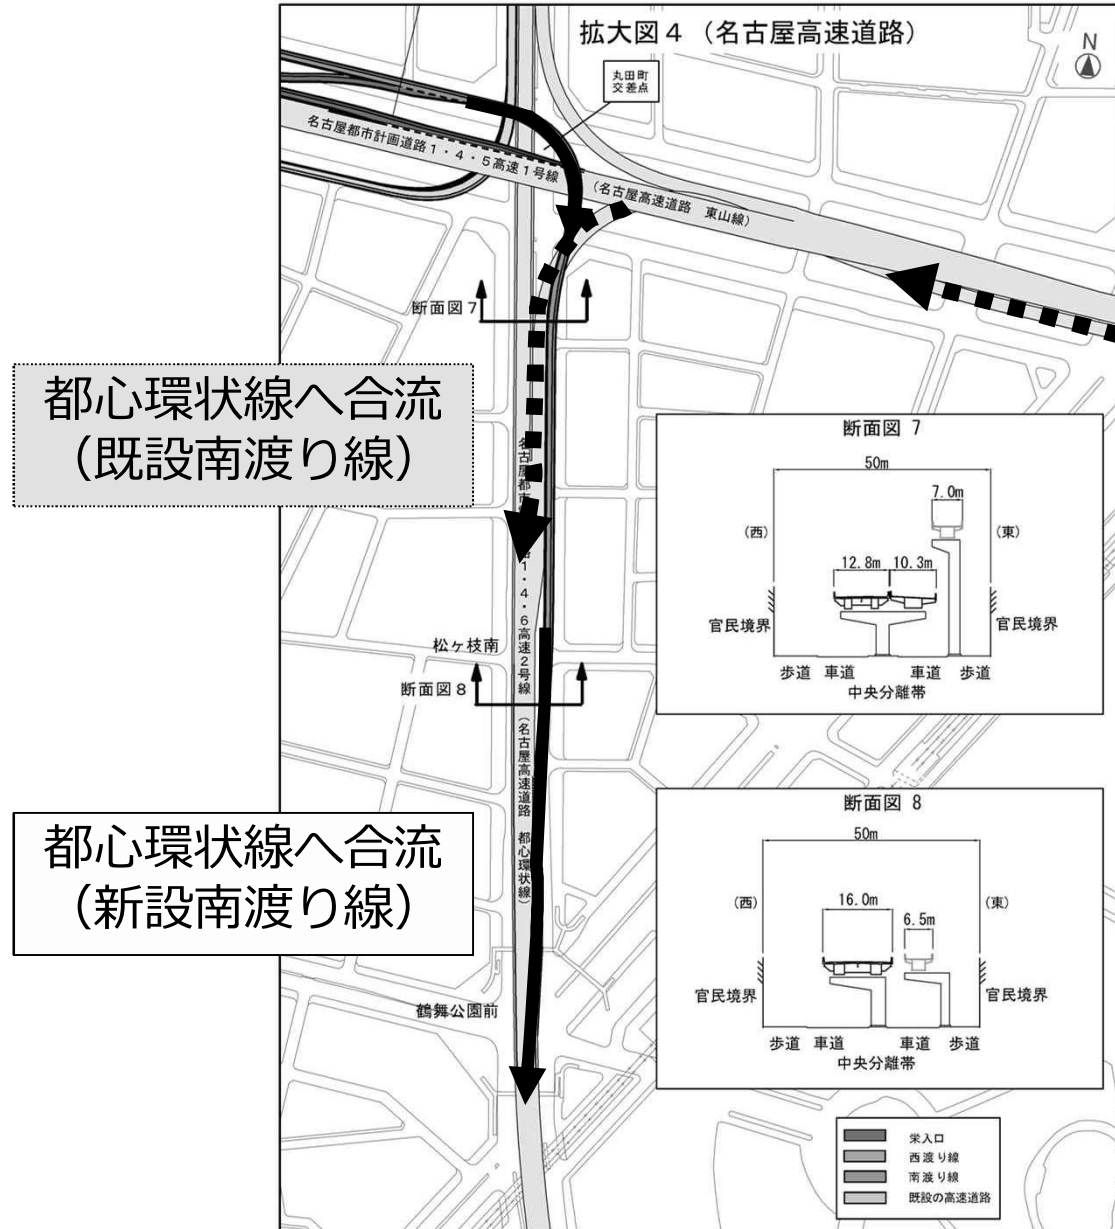 拡大図4（名古屋高速道路）
N
丸田町
交差点
名古屋都市計画道路1・4・5高速1号線
（名古屋高速道路　東山線）
断面図7
都心環状線へ合流
（既設南渡り線）
名古屋都市
路1・4・6高速2号線
（名古屋高速道路　都心環状線）
松ヶ枝南
断面図8
都心環状線へ合流
（新設南渡り線）
鶴舞公園前
断面図 7
50m
7.0m
（西）
（東）
12.8m
10.3m
官民境界
官民境界
歩道 車道 車道 歩道
中央分離帯
断面図 8
50m
（西）
16.0m
（東）
6.5m
官民境界
官民境界
歩道 車道 車道 歩道
中央分離帯
栄入口
西渡り線
南渡り線
既設の高速道路